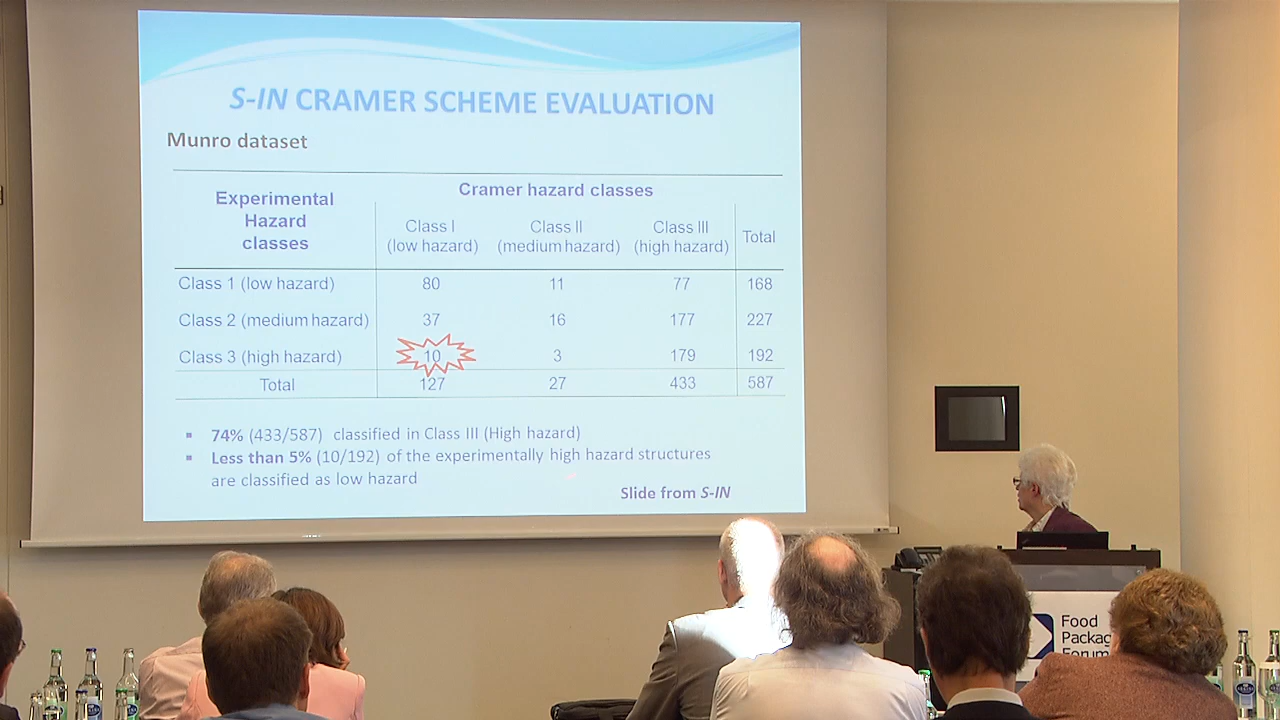 S-IN CRAMER SCHEME EVALUATION
Munro dataset
Experimental Hazard classes
Cramer hazard classes
Class I (low hazard)
Class II (medium hazard)
Class III (high hazard)
Total
Class 1 (low hazard) 80 11 77 168
Class 2 (medium hazard) 37 16 177 227
Class 3 (high hazard) 10 3 179 192
Total 127 27 433 587
▪ 74% (433/587) classified in Class III (High hazard)
▪ Less than 5% (10/192) of the experimentally high hazard structures
are classified as low hazard
Slide from S-IN
Food
Packag
Forum